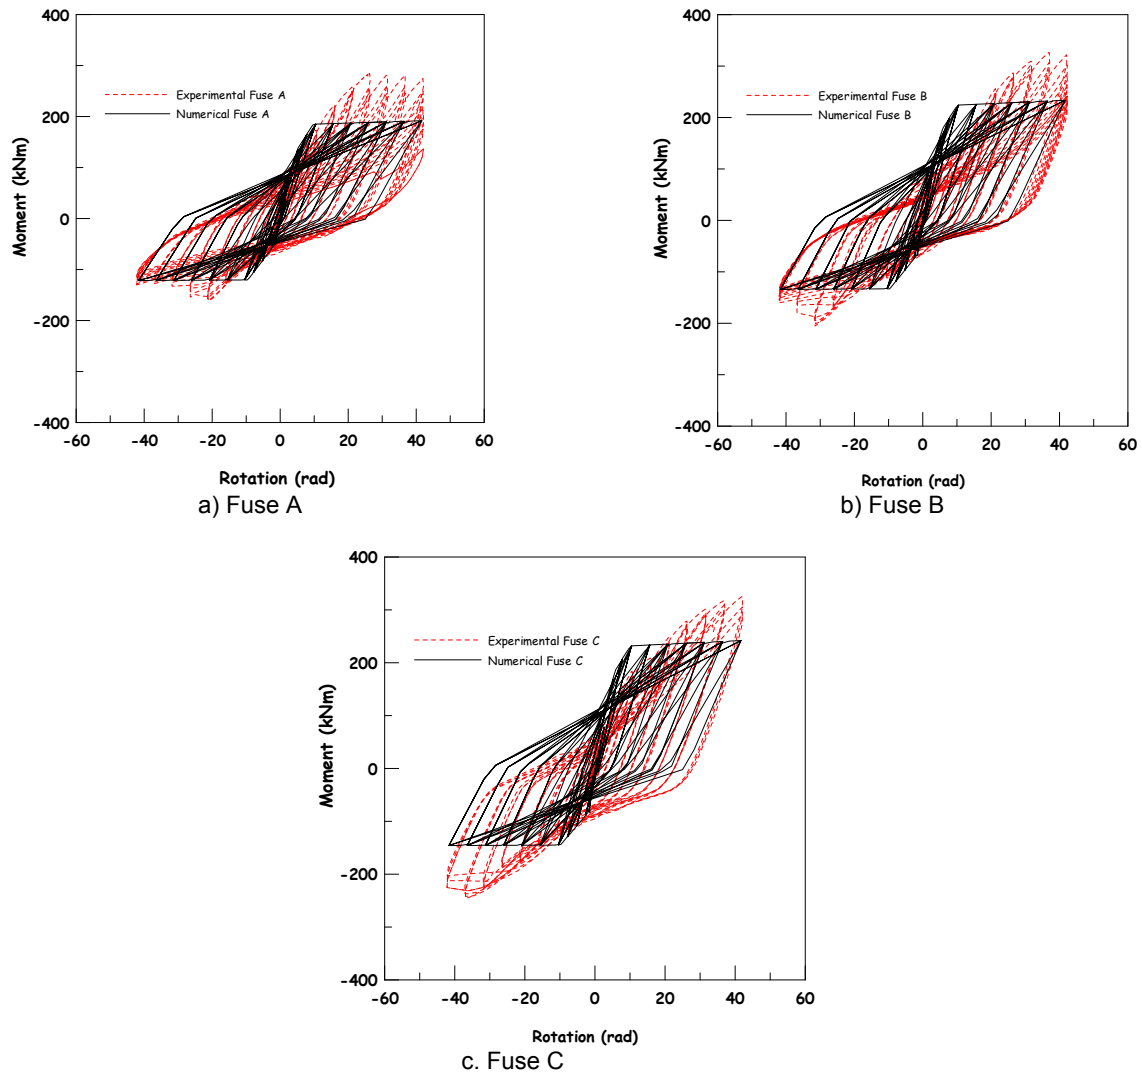 400
200
0
-200
-400
Moment (kNm)
Experimental Fuse A
Numerical Fuse A
-60 -40 -20 0 20 40 60
Rotation (rad)
a) Fuse A
400
200
0
-200
-400
Moment (kNm)
Experimental Fuse B
Numerical Fuse B
-60 -40 -20 0 20 40 60
Rotation (rad)
b) Fuse B
400
200
0
-200
-400
Moment (kNm)
Experimental Fuse C
Numerical Fuse C
-60 -40 -20 0 20 40 60
Rotation (rad)
c. Fuse C